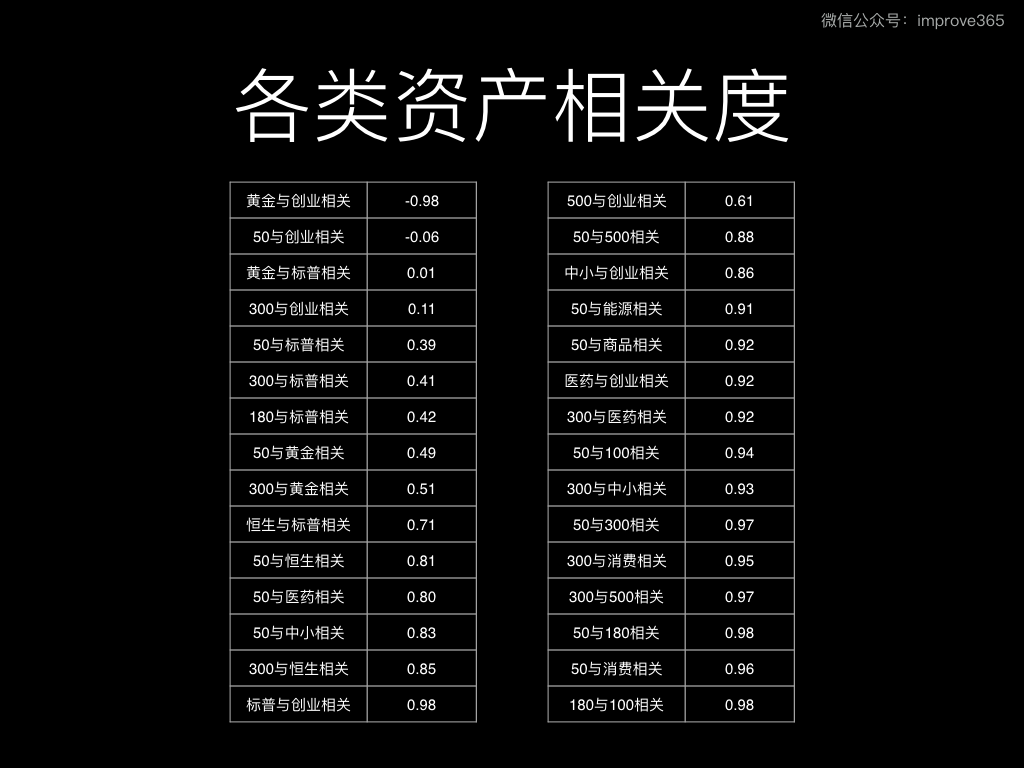 微信公众号：improve365
各类资产相关度
黄金与创业相关 -0.98
50与创业相关 -0.06
黄金与标普相关 0.01
300与创业相关 0.11
50与标普相关 0.39
300与标普相关 0.41
180与标普相关 0.42
50与黄金相关 0.49
300与黄金相关 0.51
恒生与标普相关 0.71
50与恒生相关 0.81
50与医药相关 0.80
50与中小相关 0.83
300与恒生相关 0.85
标普与创业相关 0.98
500与创业相关 0.61
50与500相关 0.88
中小与创业相关 0.86
50与能源相关 0.91
50与商品相关 0.92
医药与创业相关 0.92
300与医药相关 0.92
50与100相关 0.94
300与中小相关 0.93
50与300相关 0.97
300与消费相关 0.95
300与500相关 0.97
50与180相关 0.98
50与消费相关 0.96
180与100相关 0.98